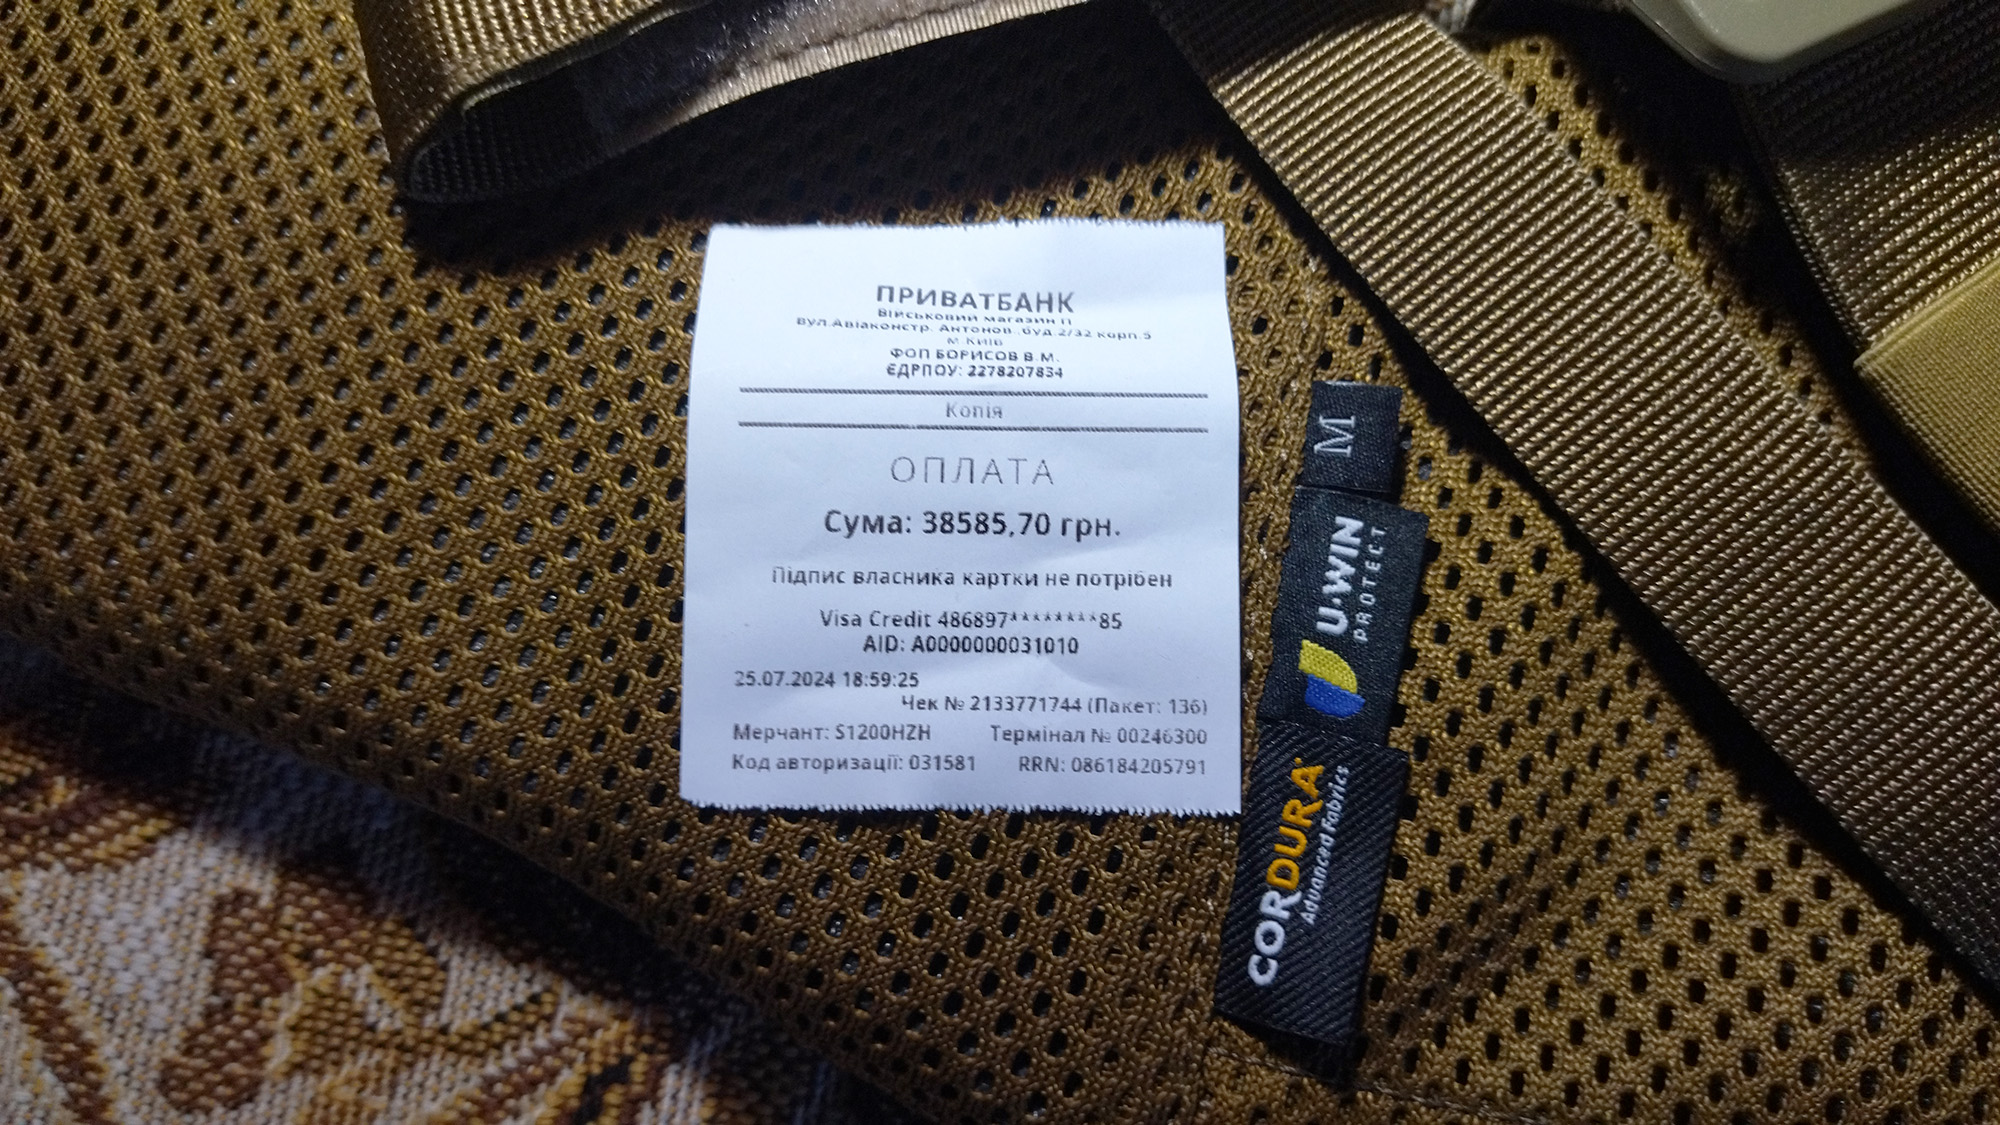 ПРИВАТБАНК
Військовий магазин П
вул.Авіаконстр. Антонов.,буд.2/32 корп.5
м.Київ
ФОП БОРИСОВ В.М.
ЄДРПОУ: 2278207834
Копія
ОПЛАТА
Сума: 38585,70 грн.
Підпис власника картки не потрібен
Visa Credit 486897********85
AID: A0000000031010
25.07.2024 18:59:25
Чек № 2133771744 (Пакет: 136)
Мерчант: S1200HZH Термінал № 00246300
Код авторизації: 031581 RRN: 086184205791
M
U·WIN
PROTECT
CORDURA
Advanced Fabrics